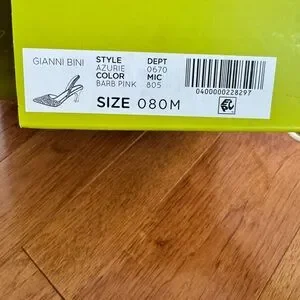 GIANNI BINI
STYLE DEPT
AZURIE 0670
COLOR MIC
BARB PINK 805
0400000228297
SIZE 080M